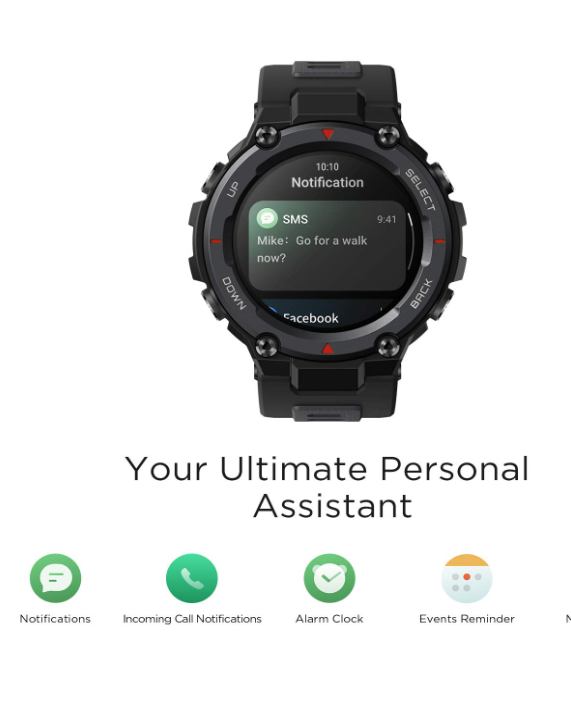 10:10
Notification
UP
SELECT
SMS 9:41
Mike: Go for a walk
now?
DOWN
BACK
Facebook
Your Ultimate Personal
Assistant
Notifications
Incoming Call Notifications
Alarm Clock
Events Reminder